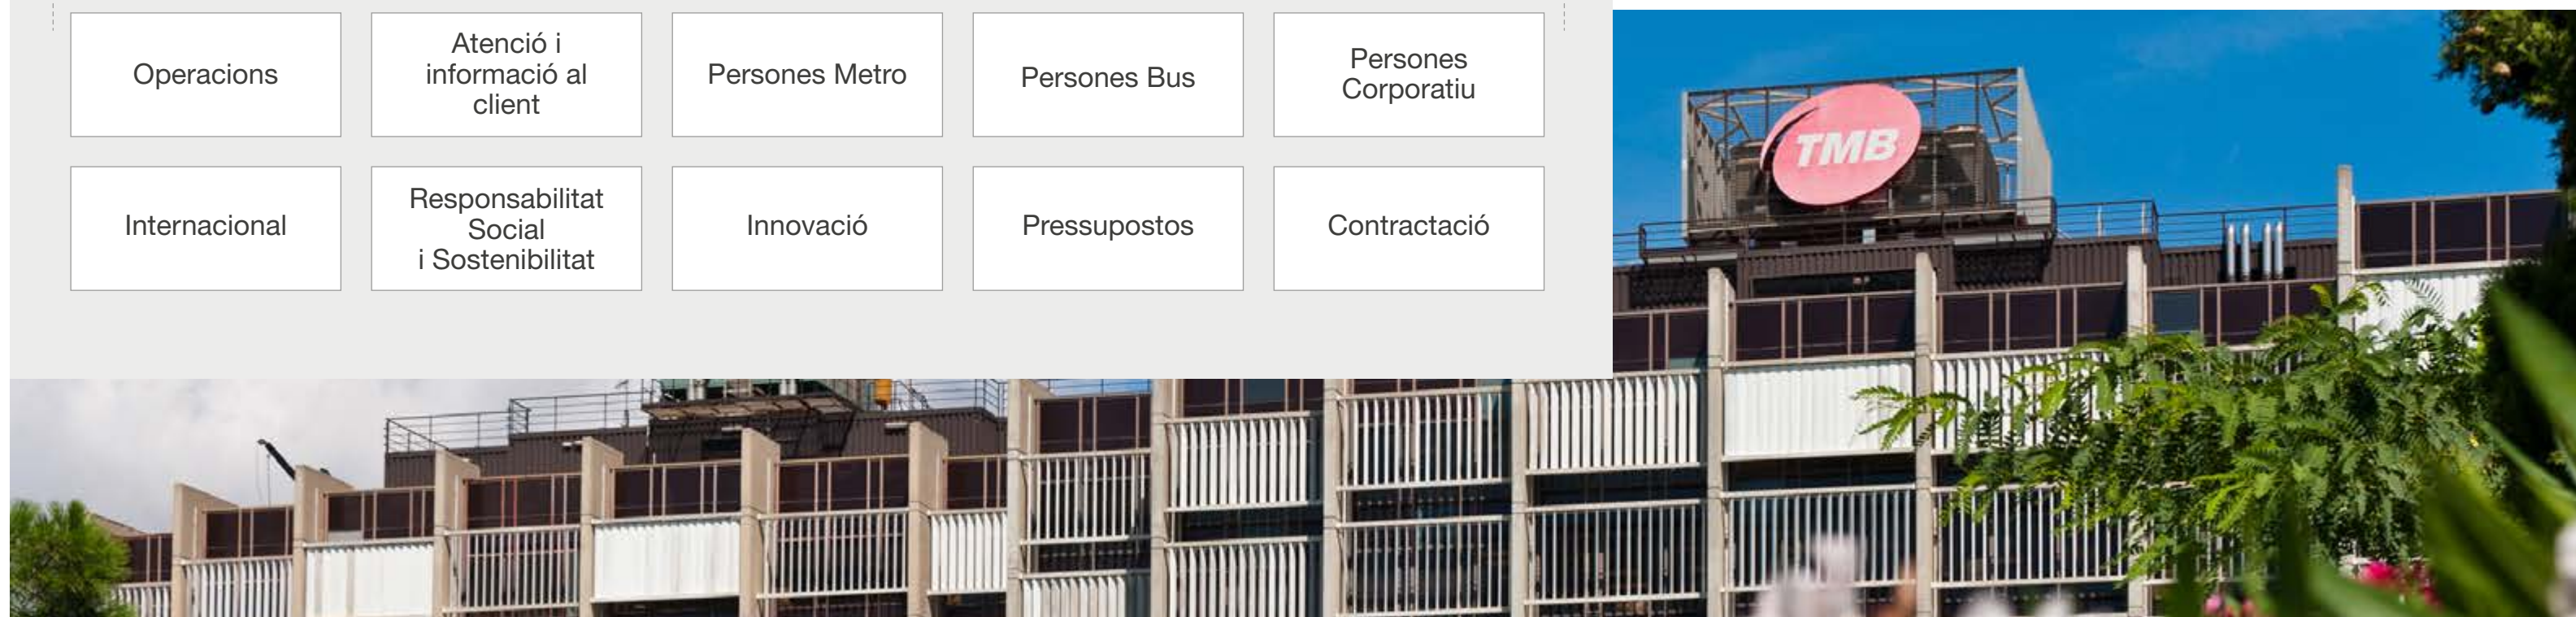 Operacions
Atenció i
informació al
client
Persones Metro
Persones Bus
Persones
Corporatiu
Internacional
Responsabilitat
Social
i Sostenibilitat
Innovació
Pressupostos
Contractació
TMB